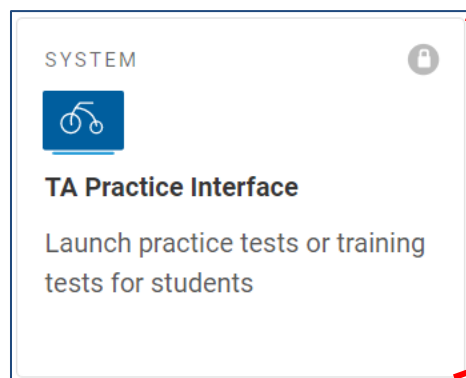 SYSTEM
TA Practice Interface
Launch practice tests or training
tests for students